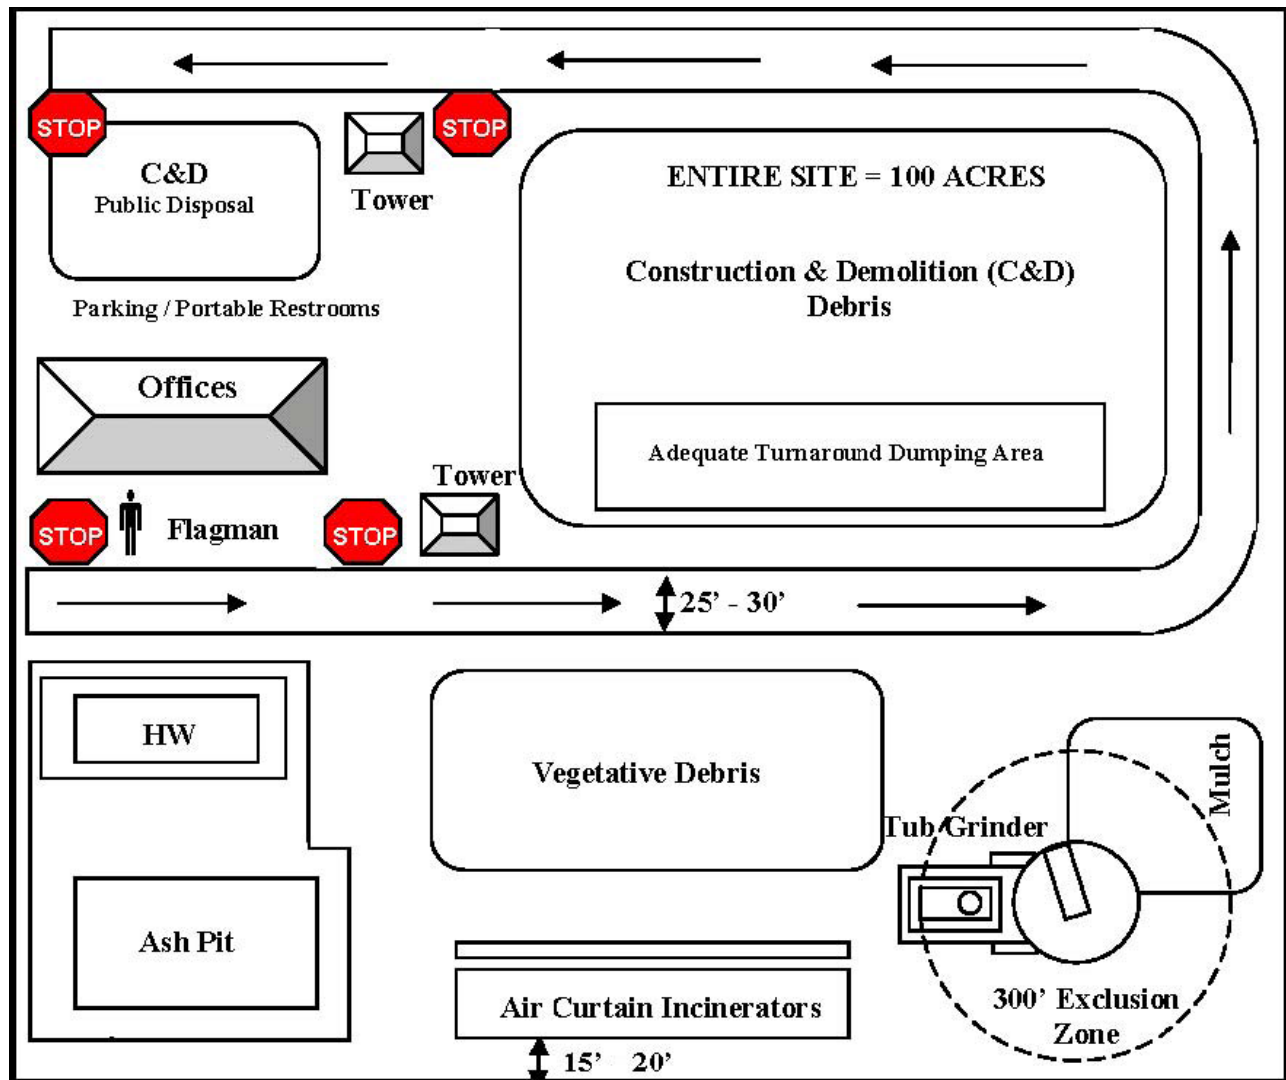 STOP
STOP
C&D
Public Disposal
Tower
ENTIRE SITE = 100 ACRES
Construction & Demolition (C&D)
Debris
Parking / Portable Restrooms
Offices
Adequate Turnaround Dumping Area
Tower
STOP
Flagman
STOP
25' - 30'
HW
Vegetative Debris
Mulch
Tub Grinder
Ash Pit
Air Curtain Incinerators
300' Exclusion
Zone
15' 20'